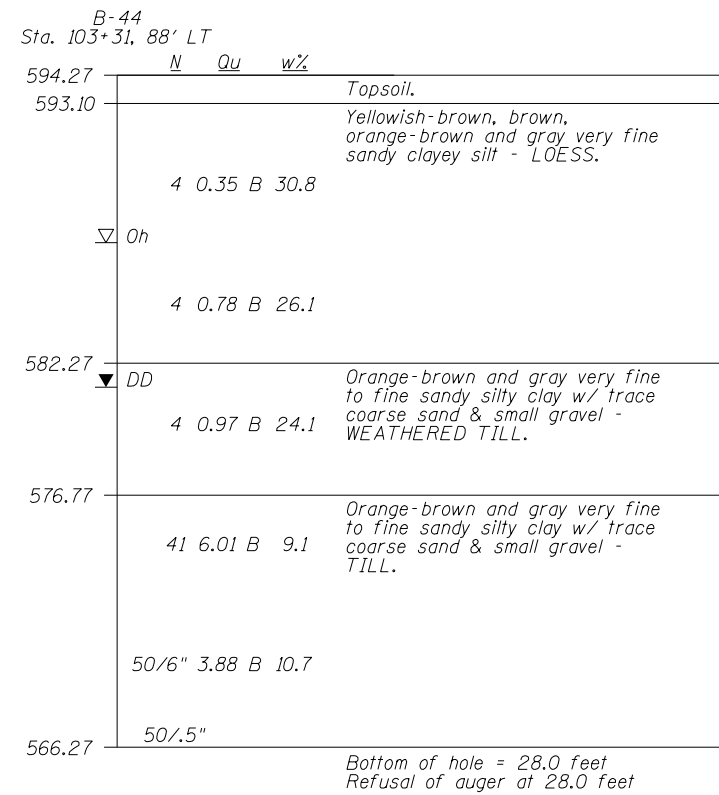 B-44
Sta. 103+31, 88' LT
N Qu w%
594.27
Topsoil.
593.10
Yellowish-brown, brown,
orange-brown and gray very fine
sandy clayey silt - LOESS.
4 0.35 B 30.8
0h
4 0.78 B 26.1
582.27
DD
Orange-brown and gray very fine
to fine sandy silty clay w/ trace
coarse sand & small gravel -
WEATHERED TILL.
4 0.97 B 24.1
576.77
Orange-brown and gray very fine
to fine sandy silty clay w/ trace
coarse sand & small gravel -
TILL.
41 6.01 B 9.1
50/6" 3.88 B 10.7
50/.5"
566.27
Bottom of hole = 28.0 feet
Refusal of auger at 28.0 feet